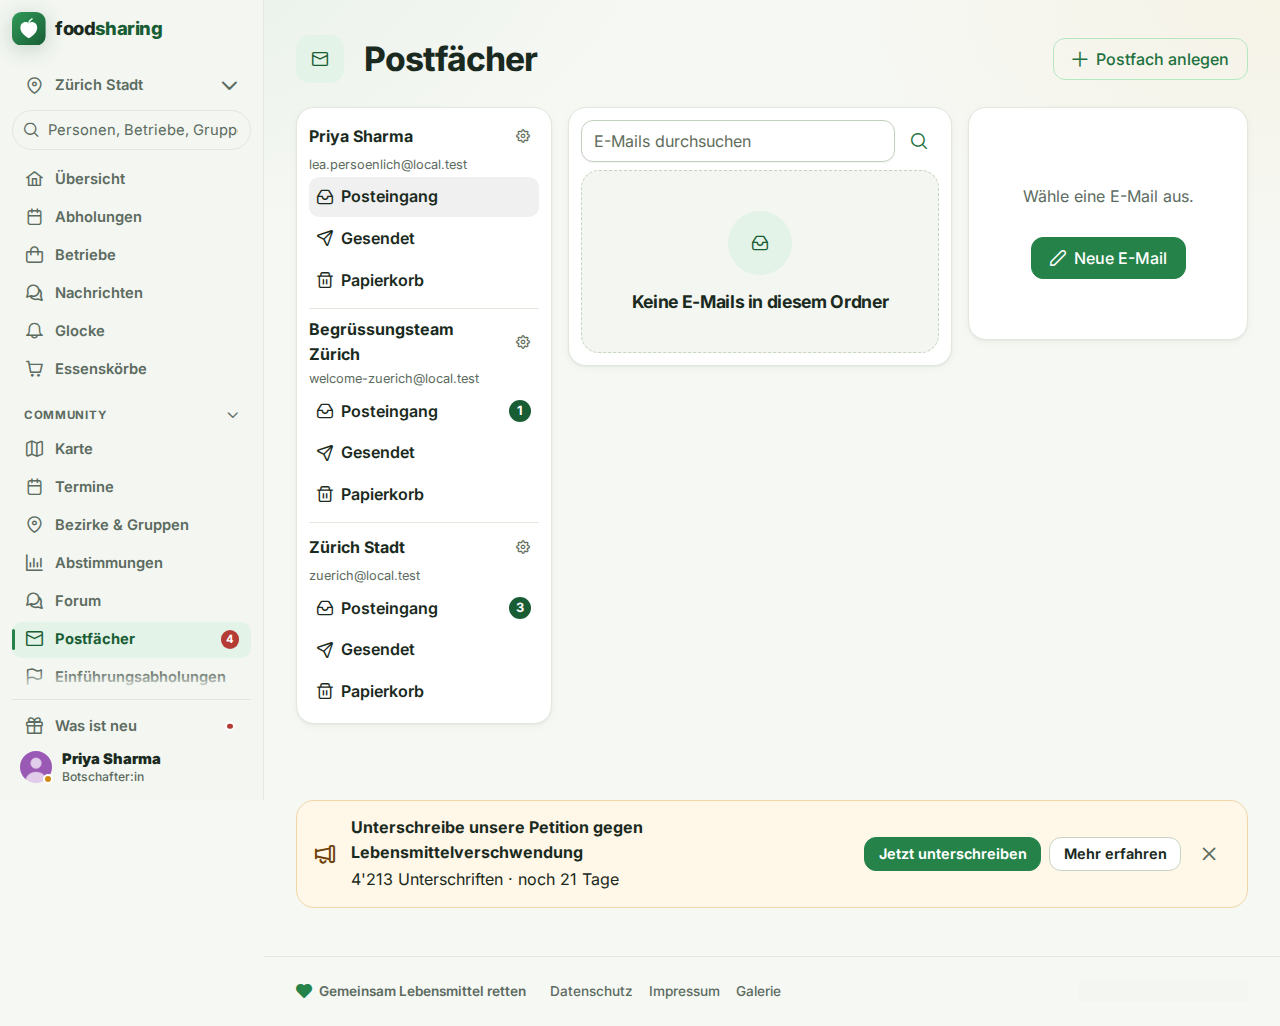 foodsharing
Zürich Stadt
Personen, Betriebe, Grupp
Übersicht
Abholungen
Betriebe
Nachrichten
Glocke
Essenskörbe
COMMUNITY
Karte
Termine
Bezirke & Gruppen
Abstimmungen
Forum
Postfächer 4
Einführungsabholungen
Was ist neu
Priya Sharma
Botschafter:in
Postfächer
Postfach anlegen
Priya Sharma
lea.persoenlich@local.test
Posteingang
Gesendet
Papierkorb
Begrüssungsteam
Zürich
welcome-zuerich@local.test
Posteingang 1
Gesendet
Papierkorb
Zürich Stadt
zuerich@local.test
Posteingang 3
Gesendet
Papierkorb
E-Mails durchsuchen
Keine E-Mails in diesem Ordner
Wähle eine E-Mail aus.
Neue E-Mail
Unterschreibe unsere Petition gegen
Lebensmittelverschwendung
4'213 Unterschriften · noch 21 Tage
Jetzt unterschreiben
Mehr erfahren
Gemeinsam Lebensmittel retten
Datenschutz
Impressum
Galerie